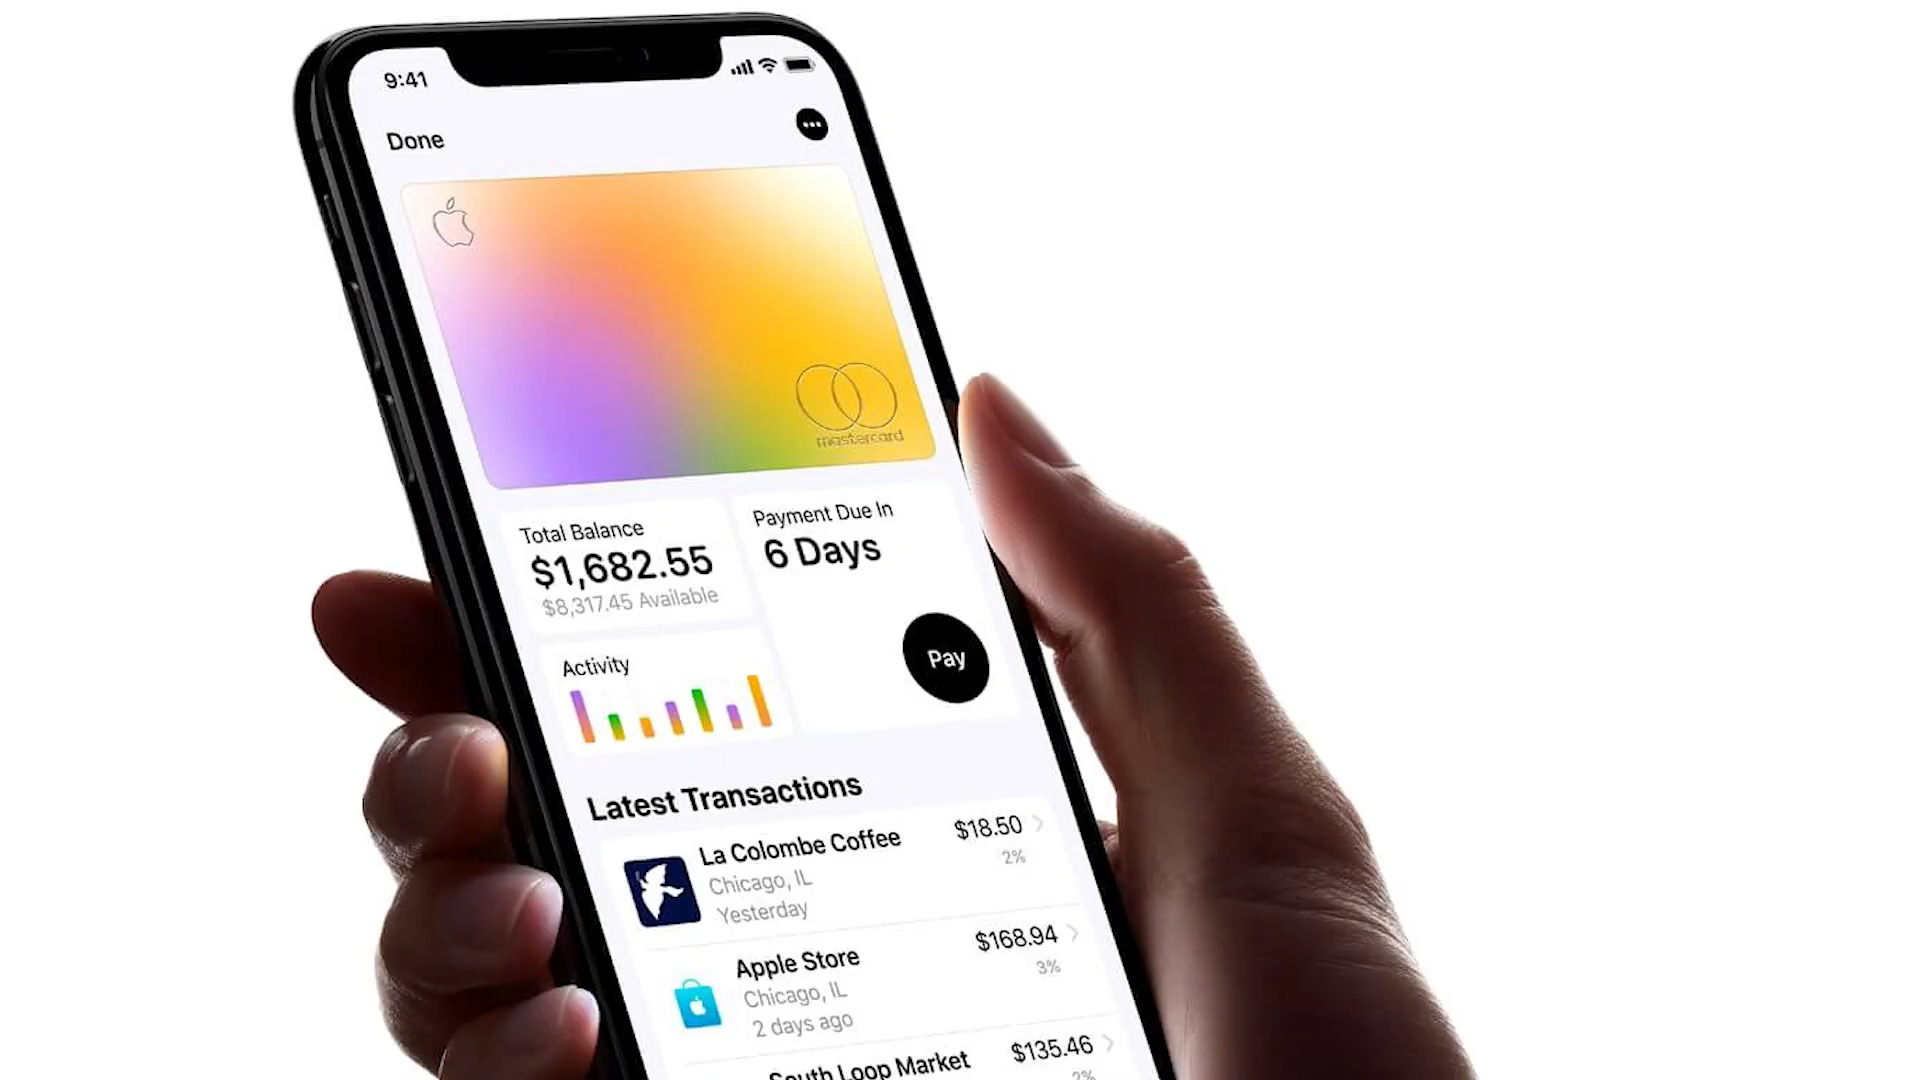 9:41
Done
mastercard
Total Balance
$1,682.55
$8,317.45 Available
Payment Due In
6 Days
Pay
Activity
Latest Transactions
La Colombe Coffee
$18.50
Chicago, IL
2%
Yesterday
Apple Store
$168.94
Chicago, IL
3%
2 days ago
South Loop Market
$135.46
2%